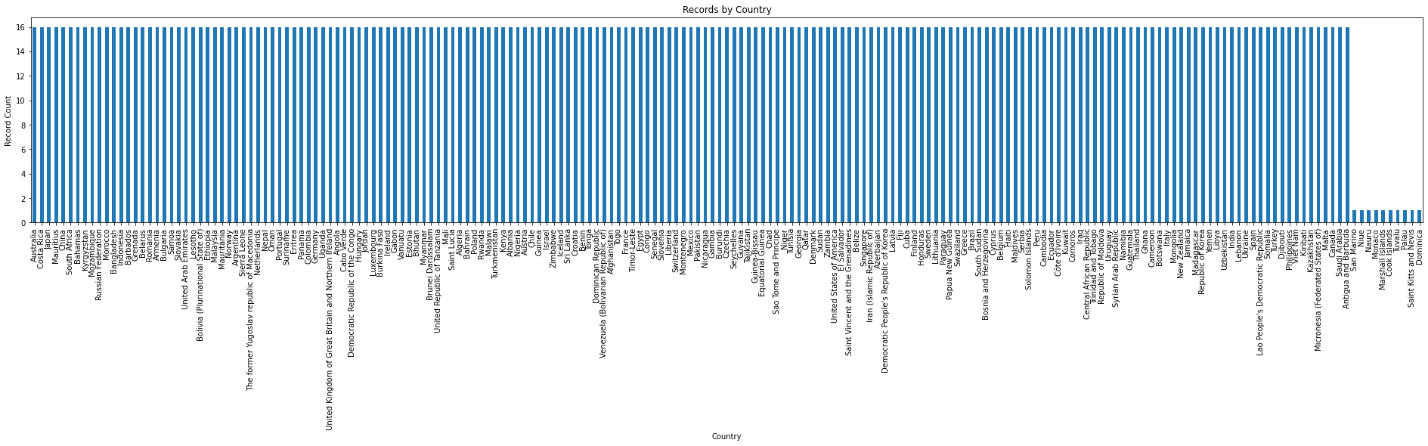 Records by Country
Record Count
16
14
12
10
8
6
4
2
0
Australia
Costa Rica
Japan
Mauritius
China
South Africa
Bahamas
Kyrgyzstan
Mozambique
Russian Federation
Morocco
Bangladesh
Indonesia
Barbados
Grenada
Belarus
Romania
Armenia
Bulgaria
Samoa
Slovakia
United Arab Emirates
Lesotho
Bolivia (Plurinational State of)
Ethiopia
Malaysia
Mauritania
Norway
Argentina
Sierra Leone
The former Yugoslav republic of Macedonia
Netherlands
Nepal
Oman
Portugal
Suriname
Eritrea
Panama
Colombia
Germany
Uganda
United Kingdom of Great Britain and Northern Ireland
Angola
Cabo Verde
Democratic Republic of the Congo
Hungary
Jordan
Luxembourg
Burkina Faso
Ireland
Gabon
Vanuatu
Estonia
Bhutan
Myanmar
Brunei Darussalam
United Republic of Tanzania
Mali
Saint Lucia
Algeria
Bahrain
Poland
Rwanda
Malawi
Turkmenistan
Kenya
Albania
Nigeria
Austria
Chile
Guinea
Israel
Zimbabwe
Iceland
Sri Lanka
Croatia
Benin
Tonga
Dominican Republic
Venezuela (Bolivarian Republic of)
Afghanistan
Togo
France
Timor-Leste
Egypt
Congo
Senegal
Slovenia
Liberia
Switzerland
Montenegro
Mexico
Pakistan
Nicaragua
Gambia
Burundi
Czechia
Seychelles
Guyana
Tajikistan
Guinea-Bissau
Equatorial Guinea
Chad
Sao Tome and Principe
Tunisia
Georgia
Qatar
Denmark
Sudan
Zambia
United States of America
El Salvador
Saint Vincent and the Grenadines
Belize
Singapore
Iran (Islamic Republic of)
Azerbaijan
Democratic People's Republic of Korea
Latvia
Fiji
Cuba
Finland
Honduras
Sweden
Lithuania
Paraguay
Papua New Guinea
Swaziland
Greece
Brazil
South Sudan
Bosnia and Herzegovina
Cyprus
Belgium
Haiti
Maldives
Solomon Islands
Peru
Cambodia
Ecuador
Côte d'Ivoire
Kuwait
Comoros
Iraq
Central African Republic
Trinidad and Tobago
Republic of Moldova
Uruguay
Syrian Arab Republic
Namibia
Guatemala
Thailand
Ghana
Cameroon
Botswana
Italy
Mongolia
New Zealand
Jamaica
Madagascar
Republic of Korea
Yemen
Libya
Uzbekistan
India
Lebanon
Ukraine
Spain
Lao People's Democratic Republic
Somalia
Turkey
Djibouti
Philippines
Viet Nam
Kiribati
Kazakhstan
Micronesia (Federated States of)
Malta
Canada
Saudi Arabia
Antigua and Barbuda
San Marino
Niue
Nauru
Monaco
Marshall Islands
Cook Islands
Tuvalu
Palau
Saint Kitts and Nevis
Dominica
Country